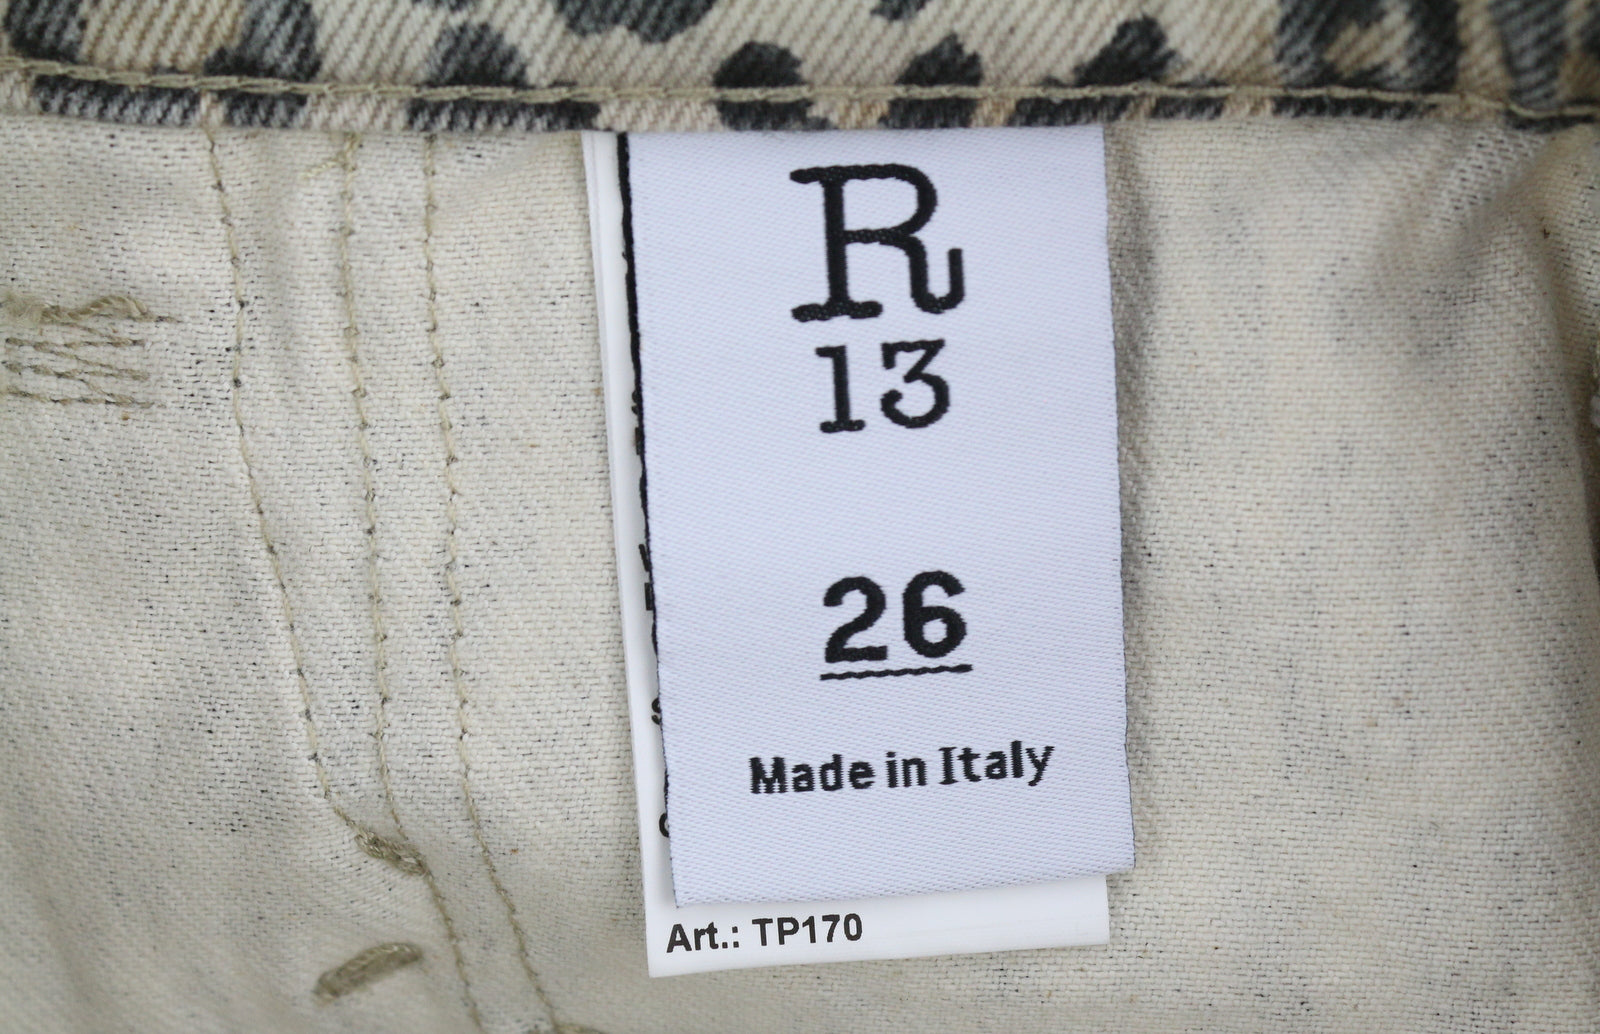 R
13
26
Made in Italy
Art.: TP170